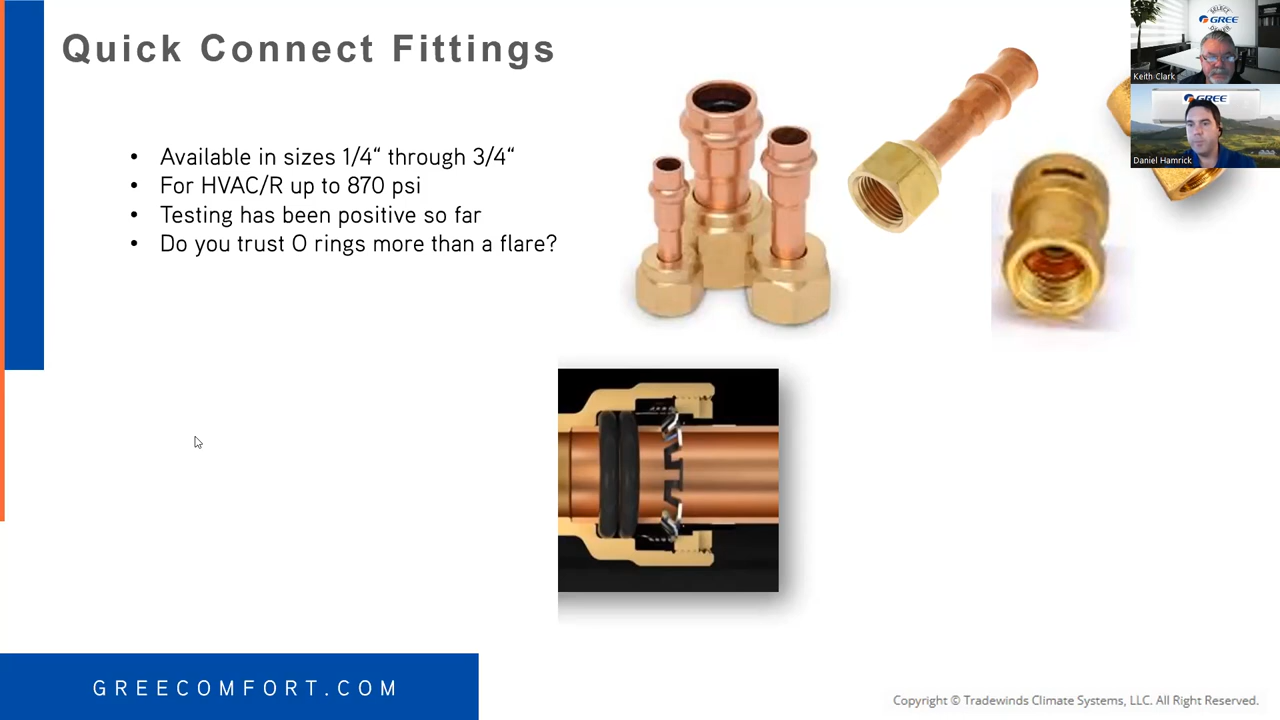 Quick Connect Fittings
• Available in sizes 1/4“ through 3/4“
• For HVAC/R up to 870 psi
• Testing has been positive so far
• Do you trust O rings more than a flare?
SELECT
GREE
Keith Clark
GREE
Daniel Hamrick
GREECOMFORT.COM
Copyright © Tradewinds Climate Systems, LLC. All Right Reserved.